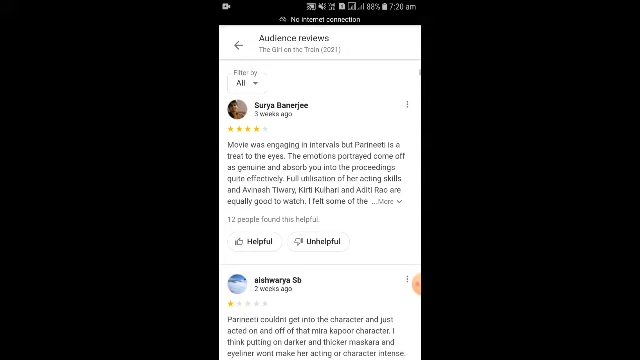 88% 7:20 am
No internet connection
Audience reviews
The Girl on the Train (2021)
Filter by
All
Surya Banerjee
3 weeks ago
Movie was engaging in intervals but Parineeti is a
treat to the eyes. The emotions portrayed come off
as genuine and absorb you into the proceedings
quite effectively. Full utilisation of her acting skills
and Avinash Tiwary, Kirti Kulhari and Aditi Rao are
equally good to watch. I felt some of the ...More
12 people found this helpful.
Helpful Unhelpful
aishwarya Sb
2 weeks ago
Parineeti couldnt get into the character and just
acted on and off of that mira kapoor character. I
think putting on darker and thicker maskara and
eyeliner wont make her acting or character intense.